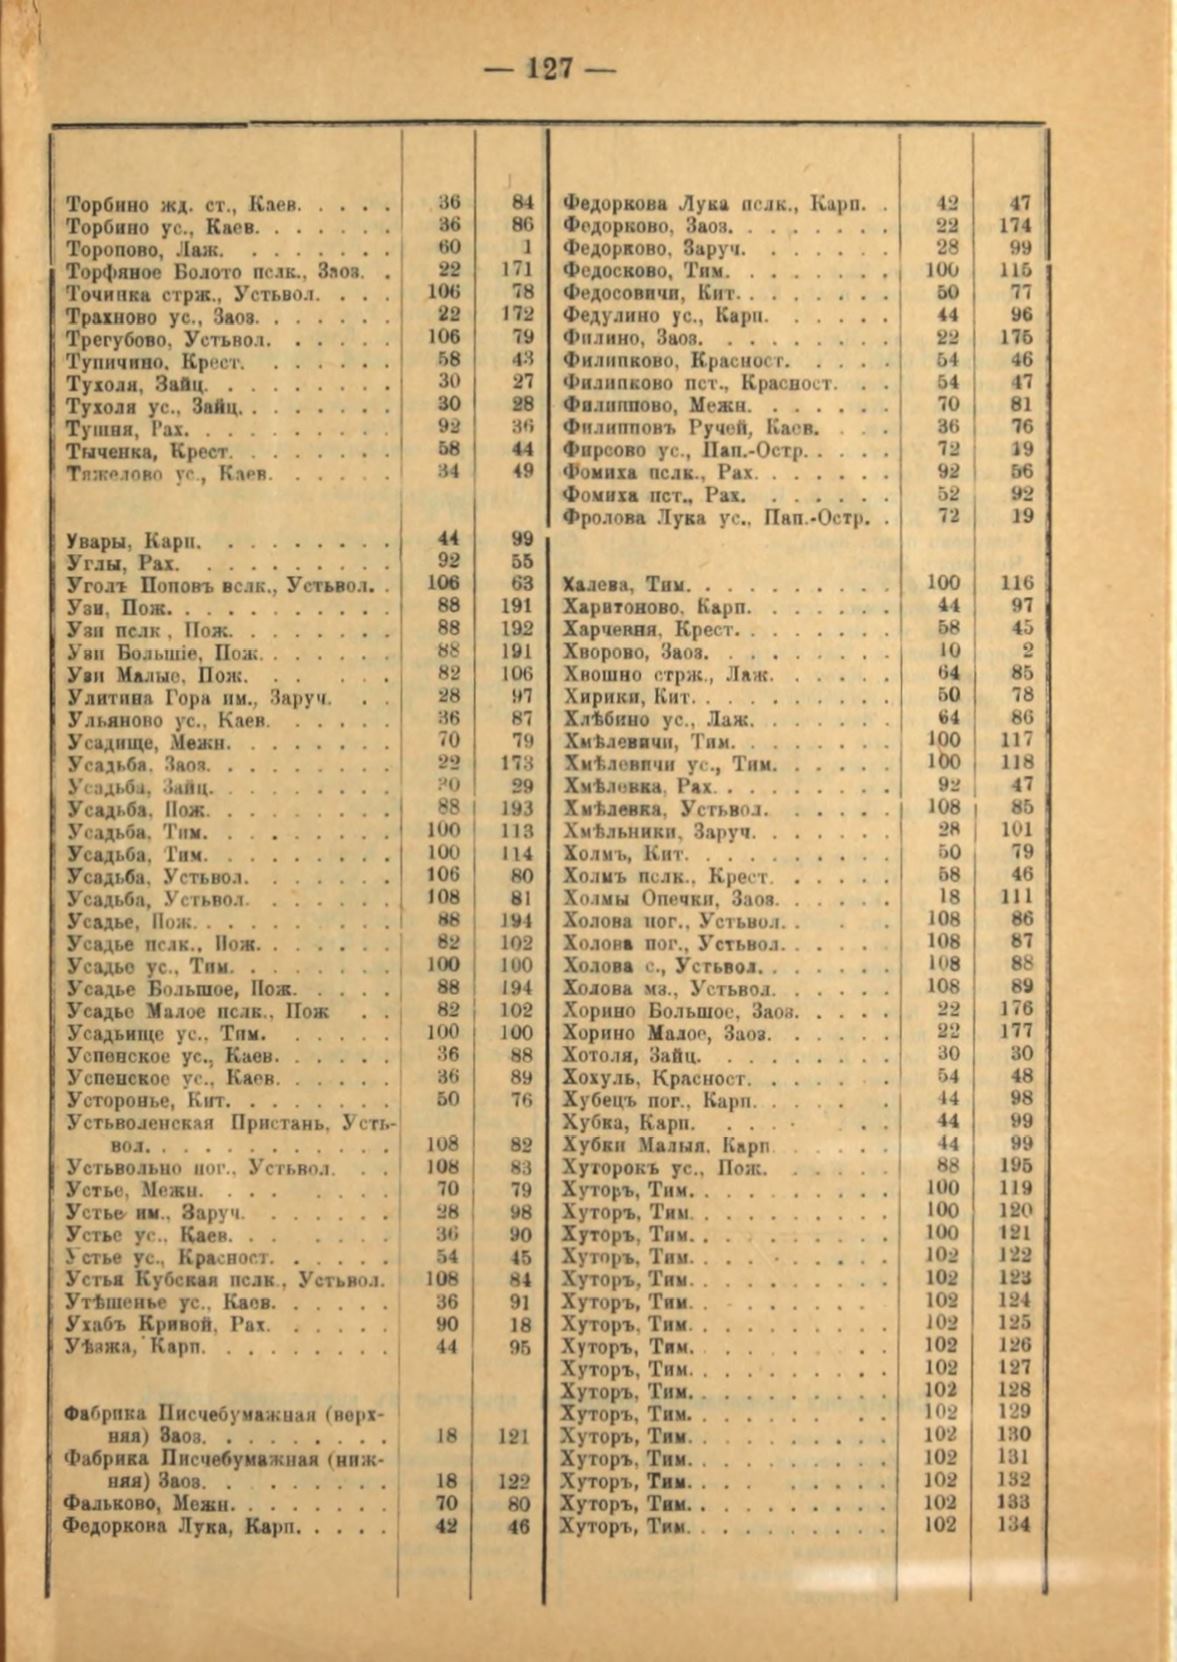 — 127 —
Торбино жд. ст., Каев. . . . . 36 84
Торбино ус., Каев. . . . . . . 36 86
Торопово, Лаж. . . . . . . . 60 1
Торфяное Болото пслк., Заоз. . 22 171
Точинка стрж., Устьвол. . . . 106 78
Трахново ус., Заоз. . . . . . . 22 172
Трегубово, Устьвол. . . . . . 106 79
Тупичино, Крест. . . . . . . 58 43
Тухоля, Зайц. . . . . . . . . 30 27
Тухоля ус., Зайц. . . . . . . . 30 28
Тушня, Рах. . . . . . . . . . 92 36
Тыченка, Крест. . . . . . . . 58 44
Тяжелово ус., Каев. . . . . . 34 49
Увары, Карп. . . . . . . . . 44 99
Углы, Рах. . . . . . . . . . 92 55
Уголъ Поповъ вслк., Устьвол. . 106 63
Узи, Пож. . . . . . . . . . . 88 191
Узи пслк., Пож. . . . . . . . 88 192
Узи Большіе, Пож. . . . . . . 88 191
Узи Малые, Пож. . . . . . . 82 106
Улитина Гора им., Заруч. . . 28 97
Ульяново ус., Каев. . . . . . 36 87
Усадище, Межн. . . . . . . . 70 79
Усадьба, Заоз. . . . . . . . . 22 173
Усадьба, Зайц. . . . . . . . . 30 29
Усадьба, Пож. . . . . . . . . 88 193
Усадьба, Тим. . . . . . . . . 100 113
Усадьба, Тим. . . . . . . . . 100 114
Усадьба, Устьвол. . . . . . . 106 80
Усадьба, Устьвол. . . . . . . 108 81
Усадье, Пож. . . . . . . . . . 88 194
Усадье пслк., Пож. . . . . . . 82 102
Усадье ус., Тим. . . . . . . . 100 100
Усадье Большое, Пож. . . . . 88 194
Усадье Малое пслк., Пож . . 82 102
Усадьище ус., Тим. . . . . . 100 100
Успенское ус., Каев. . . . . . 36 88
Успенское ус., Каев. . . . . . 36 89
Усторонье, Кит. . . . . . . . 50 76
Устьволенская Пристань, Усть-
вол. . . . . . . . . . . . . 108 82
Устьвольно пог., Устьвол. . . 108 83
Устье, Межн. . . . . . . . . 70 79
Устье им., Заруч. . . . . . . 28 98
Устье ус., Каев. . . . . . . . 36 90
Устье ус., Красност. . . . . . 54 45
Устья Кубская пслк., Устьвол. 108 84
Утѣшенье ус., Каев. . . . . . 36 91
Ухабъ Кривой, Рах. . . . . . 90 18
Уѣзжа, Карп. . . . . . . . . 44 95
Фабрика Писчебумажная (верх-
няя) Заоз. . . . . . . . . . 18 121
Фабрика Писчебумажная (ниж-
няя) Заоз. . . . . . . . . 18 122
Фальково, Межн. . . . . . . . 70 80
Федоркова Лука, Карп. . . . . 42 46
Федоркова Лука пслк., Карп. . 42 47
Федорково, Заоз. . . . . . . . 22 174
Федорково, Заруч. . . . . . . 28 99
Федосково, Тим. . . . . . . . 100 115
Федосовичи, Кит. . . . . . . . 50 77
Федулино ус., Карп. . . . . . 44 96
Филино, Заоз. . . . . . . . . 22 175
Филипково, Красност. . . . . 54 46
Филипково пст., Красност. . . 54 47
Филиппово, Межн. . . . . . . 70 81
Филипповъ Ручей, Каев. . . . 36 76
Фирсово ус., Пап.-Остр. . . . . 72 19
Фомиха пслк., Рах. . . . . . . 92 56
Фомиха пст., Рах. . . . . . . 52 92
Фролова Лука ус., Пап.-Остр. . 72 19
Халева, Тим. . . . . . . . . . 100 116
Харитоново, Карп. . . . . . . 44 97
Харчевня, Крест. . . . . . . . 58 45
Хворово, Заоз. . . . . . . . . 10 2
Хвошно стрж., Лаж. . . . . . 64 85
Хирики, Кит. . . . . . . . . . 50 78
Хлѣбино ус., Лаж. . . . . . . 64 86
Хмѣлевичи, Тим. . . . . . . . 100 117
Хмѣлевичи ус., Тим. . . . . . 100 118
Хмѣлевка, Рах. . . . . . . . . 92 47
Хмѣлевка, Устьвол. . . . . . 108 85
Хмѣльники, Заруч. . . . . . . 28 101
Холмъ, Кит. . . . . . . . . . 50 79
Холмъ пслк., Крест. . . . . . 58 46
Холмы Опечки, Заоз. . . . . . 18 111
Холова пог., Устьвол. . . . 108 86
Холова пог., Устьвол. . . . . 108 87
Холова с., Устьвол. . . . . . . 108 88
Холова мз., Устьвол. . . . . . 108 89
Хорино Большое, Заоз. . . . . 22 176
Хорино Малое, Заоз. . . . . . 22 177
Хотоля, Зайц. . . . . . . . . 30 30
Хохуль, Красност. . . . . . . 54 48
Хубецъ пог., Карп. . . . . . 44 98
Хубка, Карп. . . . . . . . 44 99
Хубки Малыя, Карп. . . . . . 44 99
Хуторокъ ус., Пож. . . . . . 88 195
Хуторъ, Тим. . . . . . . . . . 100 119
Хуторъ, Тим. . . . . . . . . . 100 120
Хуторъ, Тим. . . . . . . . . . 100 121
Хуторъ, Тим. . . . . . . . . . 102 122
Хуторъ, Тим. . . . . . . . . . 102 123
Хуторъ, Тим. . . . . . . . . 102 124
Хуторъ, Тим. . . . . . . . . . 102 125
Хуторъ, Тим. . . . . . . . . 102 126
Хуторъ, Тим. . . . . . . . . . 102 127
Хуторъ, Тим. . . . . . . . . . 102 128
Хуторъ, Тим. . . . . . . . . 102 129
Хуторъ, Тим. . . . . . . . . . 102 130
Хуторъ, Тим. . . . . . . . . . 102 131
Хуторъ, Тим. . . . . . . . . 102 132
Хуторъ, Тим. . . . . . . . . . 102 133
Хуторъ, Тим. . . . . . . . . . 102 134